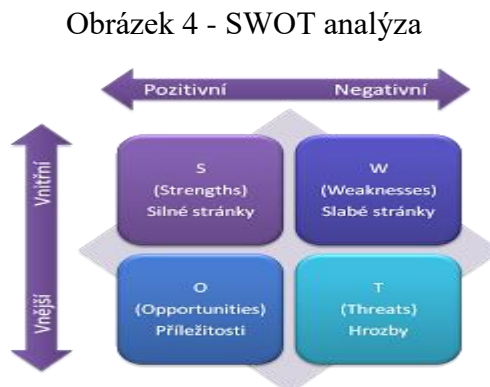 Obrázek 4 - SWOT analýza
Pozitivní Negativní
Vnitřní
S
(Strengths)
Silné stránky
W
(Weaknesses)
Slabé stránky
Vnější
O
(Opportunities)
Příležitosti
T
(Threats)
Hrozby